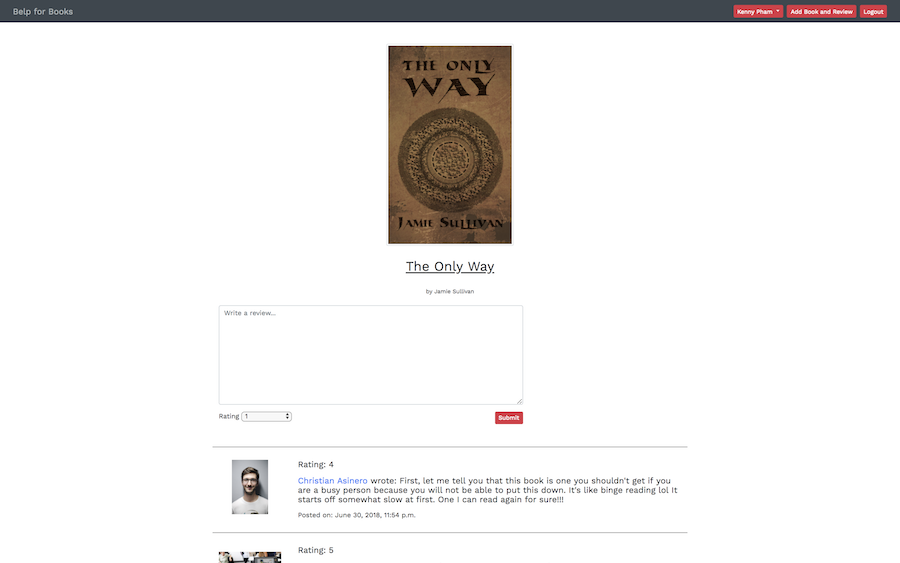 Belp for Books
Kenny Pham
Add Book and Review
Logout
THE ONLY
WAY
JAMIE SULLIVAN
The Only Way
by Jamie Sullivan
Write a review...
Rating 1
Submit
Rating: 4
Christian Asinero wrote: First, let me tell you that this book is one you shouldn't get if you
are a busy person because you will not be able to put this down. It's like binge reading lol It
starts off somewhat slow at first. One I can read again for sure!!!
Posted on: June 30, 2018, 11:54 p.m.
Rating: 5